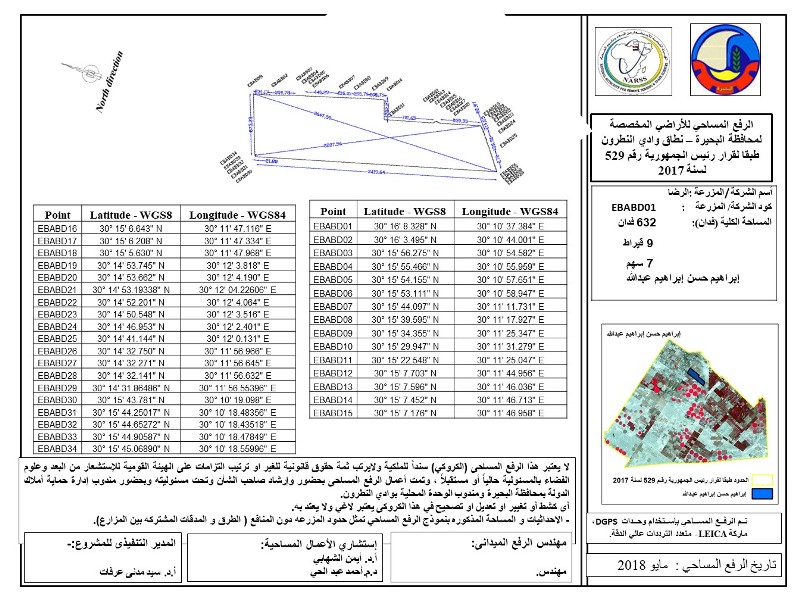 North direction
الرفع المساحي للأراضي المخصصة
لمحافظة البحيرة – نطاق وادي النطرون
طبقا لقرار رئيس الجمهورية رقم 529
لسنة 2017
أسم الشركة /المزرعة :الرضا
كود الشركة/ المزرعة : EBABD01
المساحة الكلية (فدان): 632 فدان
9 قيراط
7 سهم
إبراهيم حسن إبراهيم عبدالله
Point Latitude - WGS8 Longitude - WGS84
EBABD16 30° 15' 6.643" N 30° 11' 47.116" E
EBABD17 30° 15' 6.208" N 30° 11' 47.334" E
EBABD18 30° 15' 5.630" N 30° 11' 47.968" E
EBABD19 30° 14' 53.745" N 30° 12' 3.818" E
EBABD20 30° 14' 53.662" N 30° 12' 4.190" E
EBABD21 30° 14' 53.19338" N 30° 12' 04.22606" E
EBABD22 30° 14' 52.201" N 30° 12' 4.064" E
EBABD23 30° 14' 50.548" N 30° 12' 3.516" E
EBABD24 30° 14' 46.953" N 30° 12' 2.401" E
EBABD25 30° 14' 41.144" N 30° 12' 0.131" E
EBABD26 30° 14' 32.750" N 30° 11' 56.966" E
EBABD27 30° 14' 32.271" N 30° 11' 56.645" E
EBABD28 30° 14' 32.141" N 30° 11' 56.632" E
EBABD29 30° 14' 31.86486" N 30° 11' 56.55396" E
EBABD30 30° 15' 43.781" N 30° 10' 19.098" E
EBABD31 30° 15' 44.25017" N 30° 10' 18.48356" E
EBABD32 30° 15' 44.65272" N 30° 10' 18.43518" E
EBABD33 30° 15' 44.90587" N 30° 10' 18.47849" E
EBABD34 30° 15' 45.06890" N 30° 10' 18.55996" E
Point Latitude - WGS8 Longitude - WGS84
EBABD01 30° 16' 8.328" N 30° 10' 37.384" E
EBABD02 30° 16' 3.495" N 30° 10' 44.001" E
EBABD03 30° 15' 56.275" N 30° 10' 54.582" E
EBABD04 30° 15' 55.466" N 30° 10' 55.959" E
EBABD05 30° 15' 54.155" N 30° 10' 57.651" E
EBABD06 30° 15' 53.111" N 30° 10' 58.947" E
EBABD07 30° 15' 44.097" N 30° 11' 11.731" E
EBABD08 30° 15' 39.595" N 30° 11' 17.927" E
EBABD09 30° 15' 34.355" N 30° 11' 25.347" E
EBABD10 30° 15' 29.947" N 30° 11' 31.279" E
EBABD11 30° 15' 22.548" N 30° 11' 25.047" E
EBABD12 30° 15' 7.703" N 30° 11' 44.956" E
EBABD13 30° 15' 7.596" N 30° 11' 46.036" E
EBABD14 30° 15' 7.452" N 30° 11' 46.713" E
EBABD15 30° 15' 7.176" N 30° 11' 46.958" E
إبراهيم حسن إبراهيم عبدالله
الحدود طبقا لقرار رئيس الجمهورية رقم 529 لسنة 2017
إبراهيم حسن إبراهيم عبدالله
لا يعتبر هذا الرفع المساحى (الكروكي) سنداً للملكية ولايرتب ثمة حقوق قانونية للغير او ترتيب التزامات على الهيئة القومية للإستشعار من البعد وعلوم
الفضاء بالمسئولية حالياً أو مستقبلاً ، وتمت أعمال الرفع المساحى بحضور وإرشاد صاحب الشأن وتحت مسئوليته وبحضور مندوب إدارة حماية أملاك
الدولة بمحافظة البحيرة ومندوب الوحدة المحلية بوادى النطرون.
أى كشط أو تغيير او تعديل او تصحيح في هذا الكروكى يعتبر لاغي ولا يعتد به.
- الاحداثيات و المساحة المذكوره بنموذج الرفع المساحي تمثل حدود المزرعه دون المنافع ( الطرق و المدقات المشتركه بين المزارع).
تم الرفع المساحى بإستخدام وحدات DGPS،
ماركة LEICA – متعدد الترددات عالي الدقة.
مهندس الرفع الميدانى:
مهندس.
إستشاري الأعمال المساحية:
أ.د. أيمن الشهابي
د.م.أحمد عبد الحي
المدير التنفيذى للمشروع:-
أ.د. سيد مدنى عرفات
تاريخ الرفع المساحي : مايو 2018